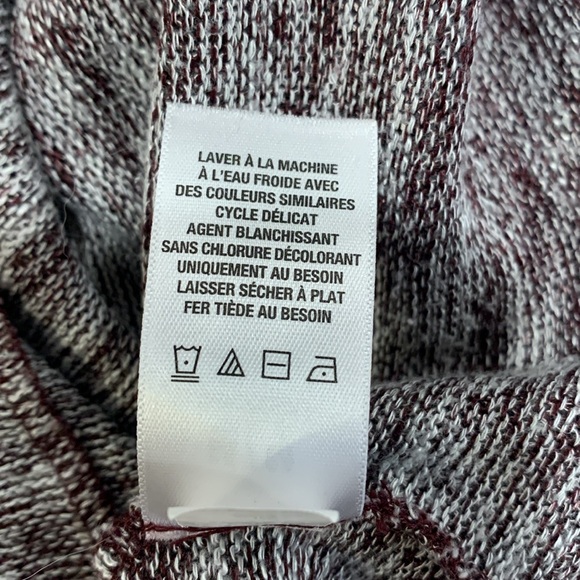 LAVER À LA MACHINE
À L'EAU FROIDE AVEC
DES COULEURS SIMILAIRES
CYCLE DÉLICAT
AGENT BLANCHISSANT
SANS CHLORURE DÉCOLORANT
UNIQUEMENT AU BESOIN
LAISSER SÉCHER À PLAT
FER TIÈDE AU BESOIN